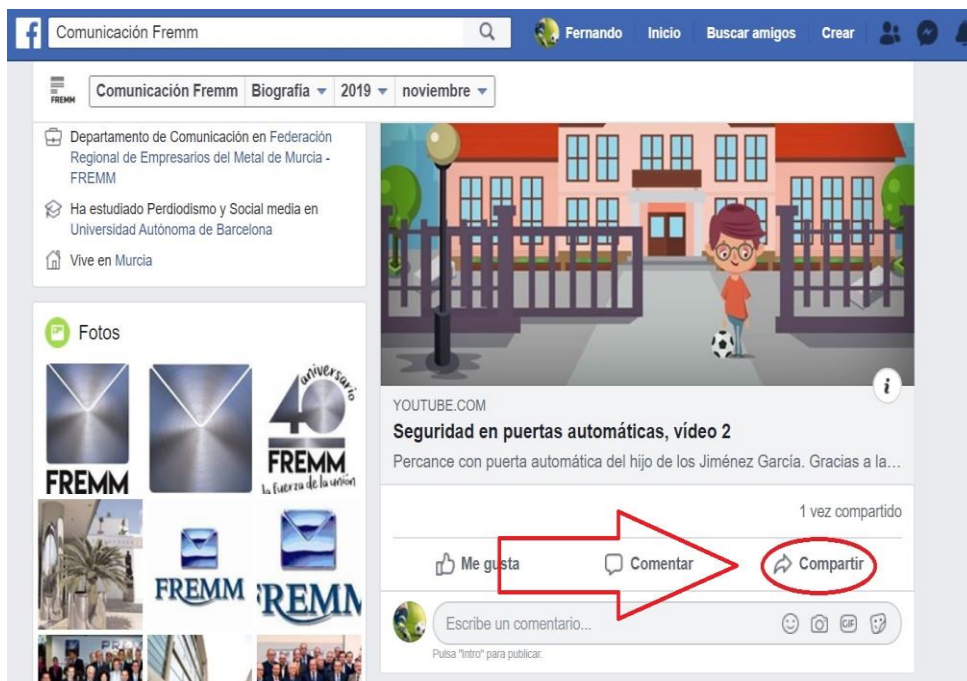 Comunicación Fremm
Fernando Inicio Buscar amigos Crear
FREMM
Comunicación Fremm Biografía 2019 noviembre
Departamento de Comunicación en Federación
Regional de Empresarios del Metal de Murcia -
FREMM
Ha estudiado Perdiodismo y Social media en
Universidad Autónoma de Barcelona
Vive en Murcia
Fotos
FREMM
40 aniversario
FREMM
la fuerza de la unión
FREMM
FREMM
YOUTUBE.COM
Seguridad en puertas automáticas, vídeo 2
Percance con puerta automática del hijo de los Jiménez García. Gracias a la...
1 vez compartido
Me gusta Comentar Compartir
Escribe un comentario...
GIF
Pulsa "Intro" para publicar.